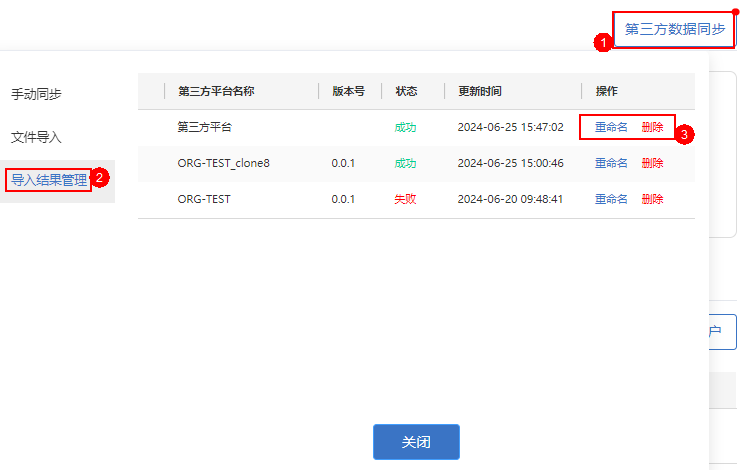 1 第三方数据同步
手动同步
文件导入
导入结果管理 2
第三方平台名称 版本号 状态 更新时间 操作
第三方平台 成功 2024-06-25 15:47:02 重命名 删除 3
ORG-TEST_clone8 0.0.1 成功 2024-06-25 15:00:46 重命名 删除
ORG-TEST 0.0.1 失败 2024-06-20 09:48:41 重命名 删除
户
关闭